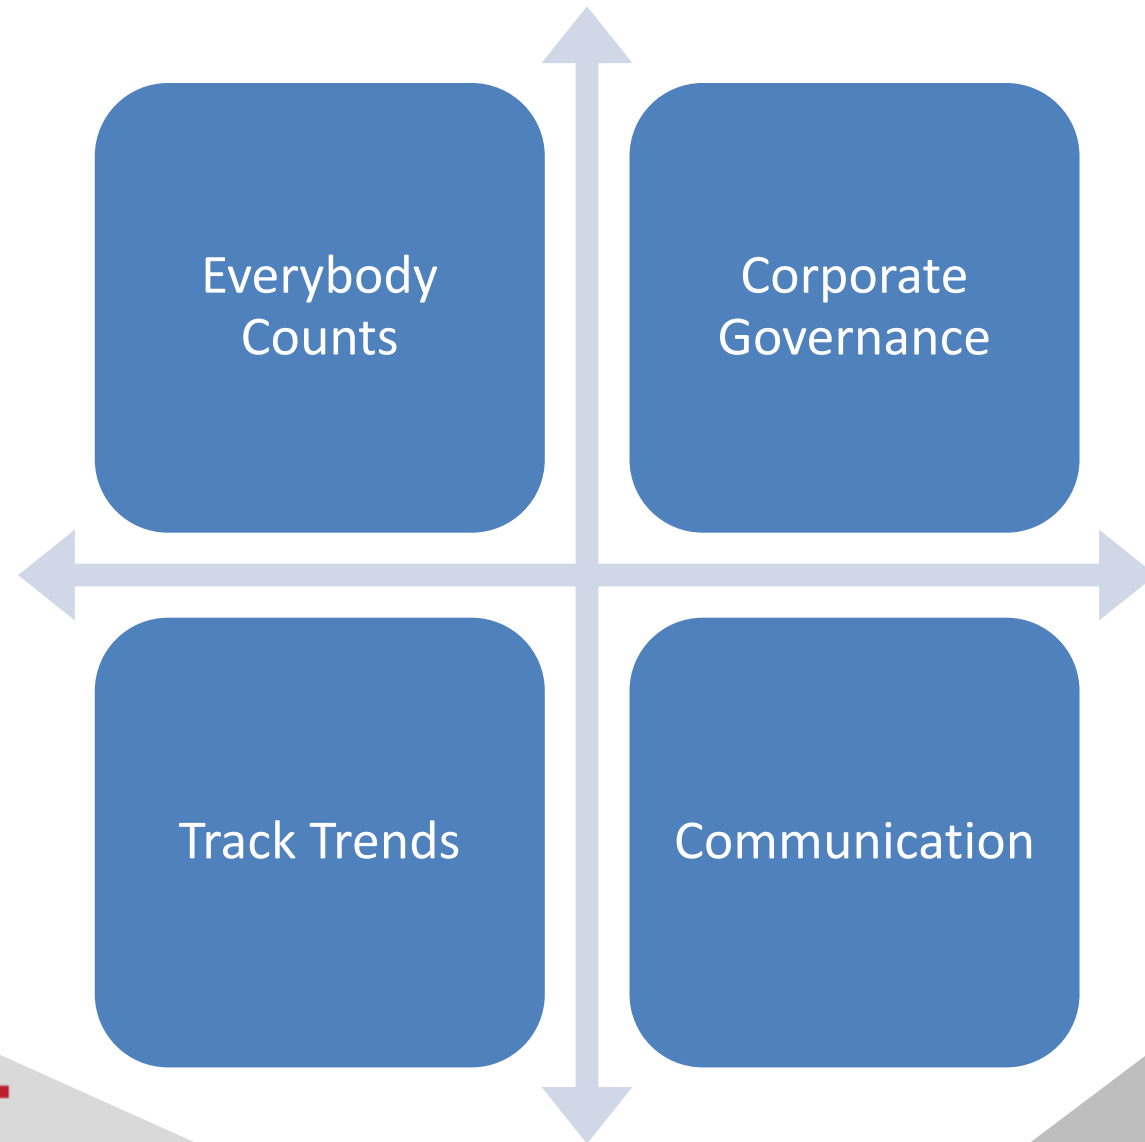 Everybody
Counts
Corporate
Governance
Track Trends
Communication